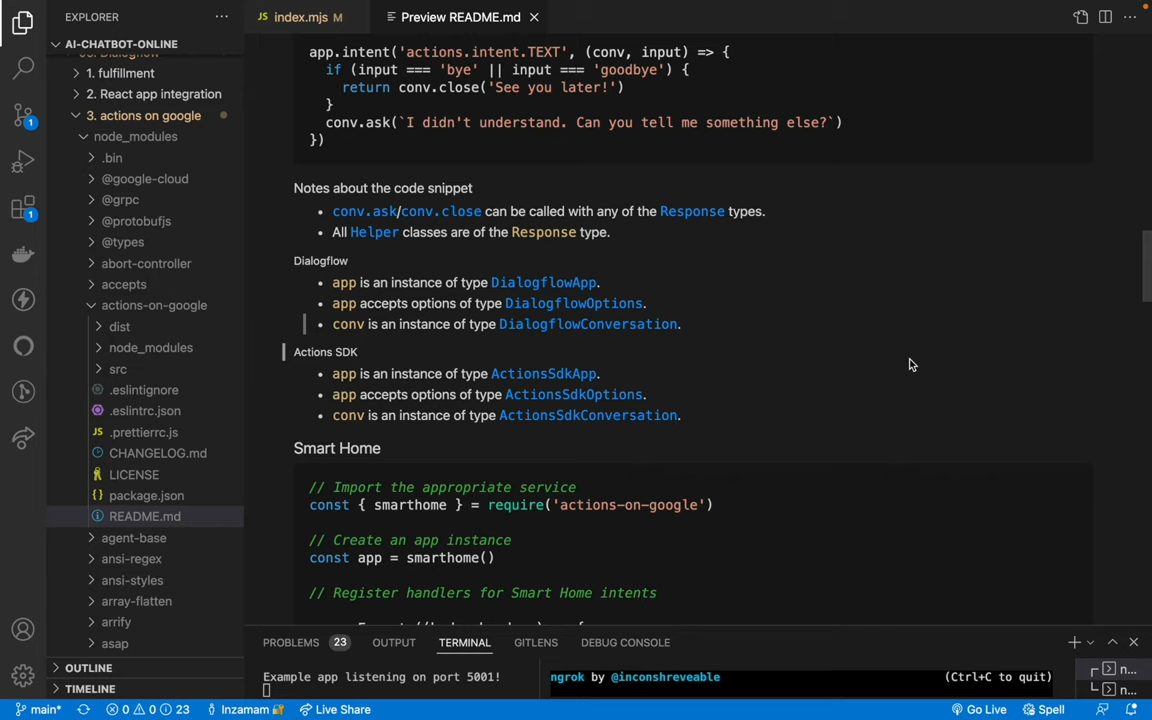 EXPLORER
AI-CHATBOT-ONLINE
1. fulfillment
2. React app integration
3. actions on google
node_modules
.bin
@google-cloud
@grpc
@protobufjs
@types
abort-controller
accepts
actions-on-google
dist
node_modules
src
.eslintignore
.eslintrc.json
.prettierrc.js
CHANGELOG.md
LICENSE
package.json
README.md
agent-base
ansi-regex
ansi-styles
array-flatten
arrify
asap
OUTLINE
TIMELINE
JS index.mjs M
Preview README.md
app.intent('actions.intent.TEXT', (conv, input) => {
if (input === 'bye' || input === 'goodbye') {
return conv.close('See you later!')
}
conv.ask(`I didn't understand. Can you tell me something else?`)
})
Notes about the code snippet
• conv.ask/conv.close can be called with any of the Response types.
• All Helper classes are of the Response type.
Dialogflow
• app is an instance of type DialogflowApp.
• app accepts options of type DialogflowOptions.
• conv is an instance of type DialogflowConversation.
Actions SDK
• app is an instance of type ActionsSdkApp.
• app accepts options of type ActionsSdkOptions.
• conv is an instance of type ActionsSdkConversation.
Smart Home
// Import the appropriate service
const { smarthome } = require('actions-on-google')
// Create an app instance
const app = smarthome()
// Register handlers for Smart Home intents
PROBLEMS 23 OUTPUT TERMINAL GITLENS DEBUG CONSOLE
Example app listening on port 5001!
ngrok by @inconshreveable (Ctrl+C to quit)
n...
n...
1
1
main* 0 0 23 Inzamam Live Share Go Live Spell